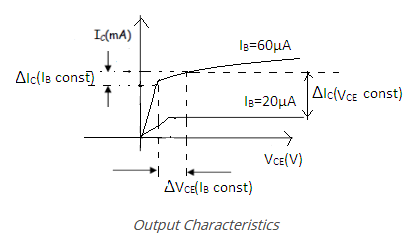 Ic(mA)
IB=60μA
ΔIc(IB const)
IB=20μA
ΔIc(VCE const)
VCE(V)
ΔVCE(IB const)
Output Characteristics